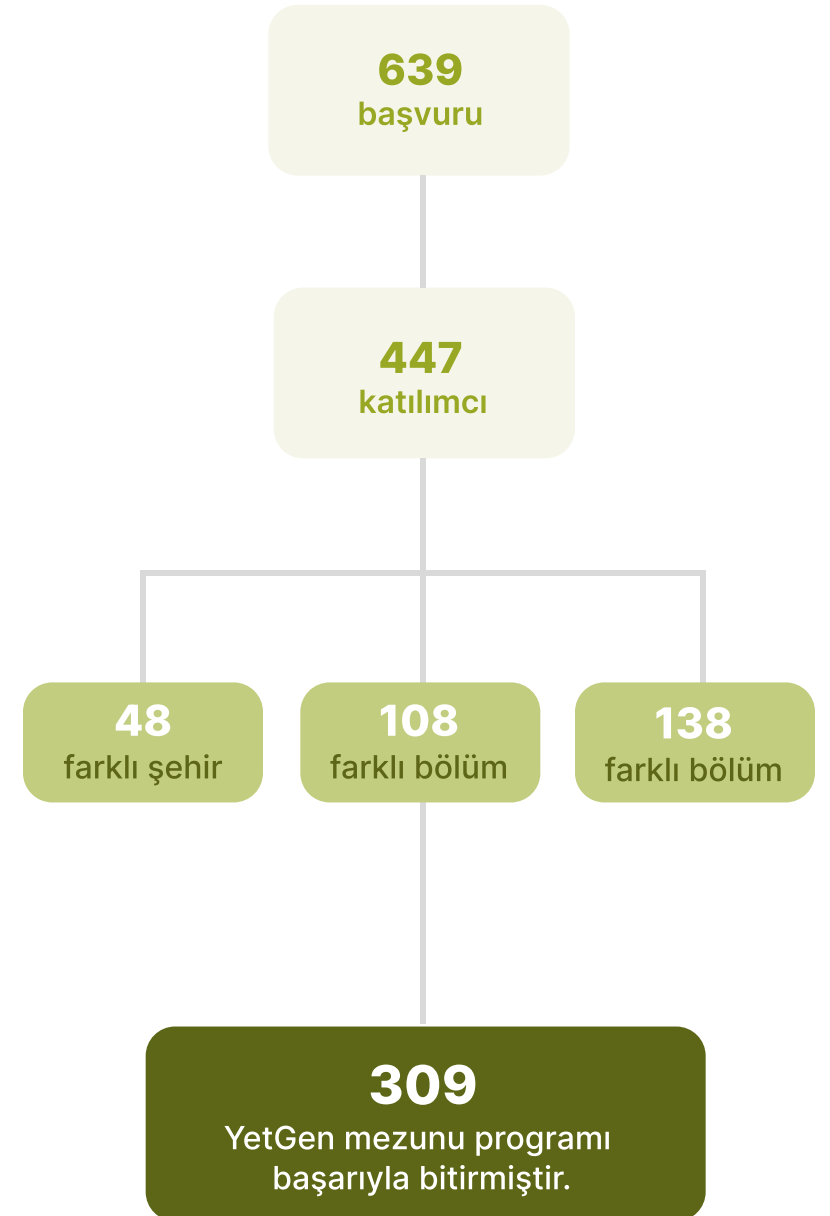 639
başvuru
447
katılımcı
48
farklı şehir
108
farklı bölüm
138
farklı bölüm
309
YetGen mezunu programı
başarıyla bitirmiştir.